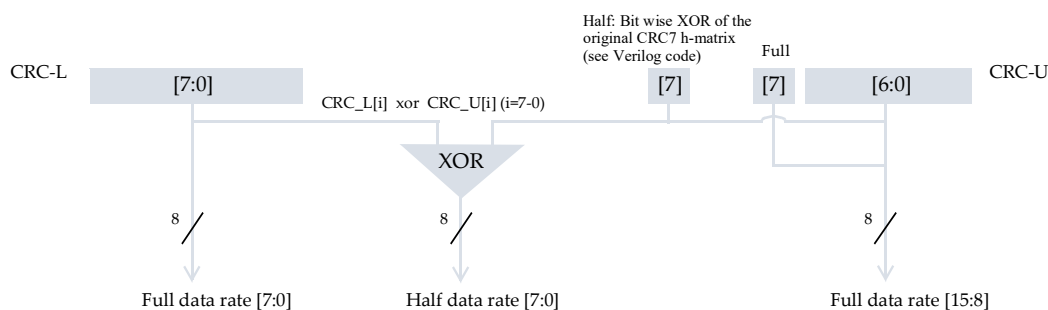 Half: Bit wise XOR of the
original CRC7 h-matrix
(see Verilog code)
Full
CRC-L
[7:0]
[7]
[7]
[6:0]
CRC-U
CRC_L[i] xor CRC_U[i] (i=7-0)
XOR
8
8
8
Full data rate [7:0]
Half data rate [7:0]
Full data rate [15:8]